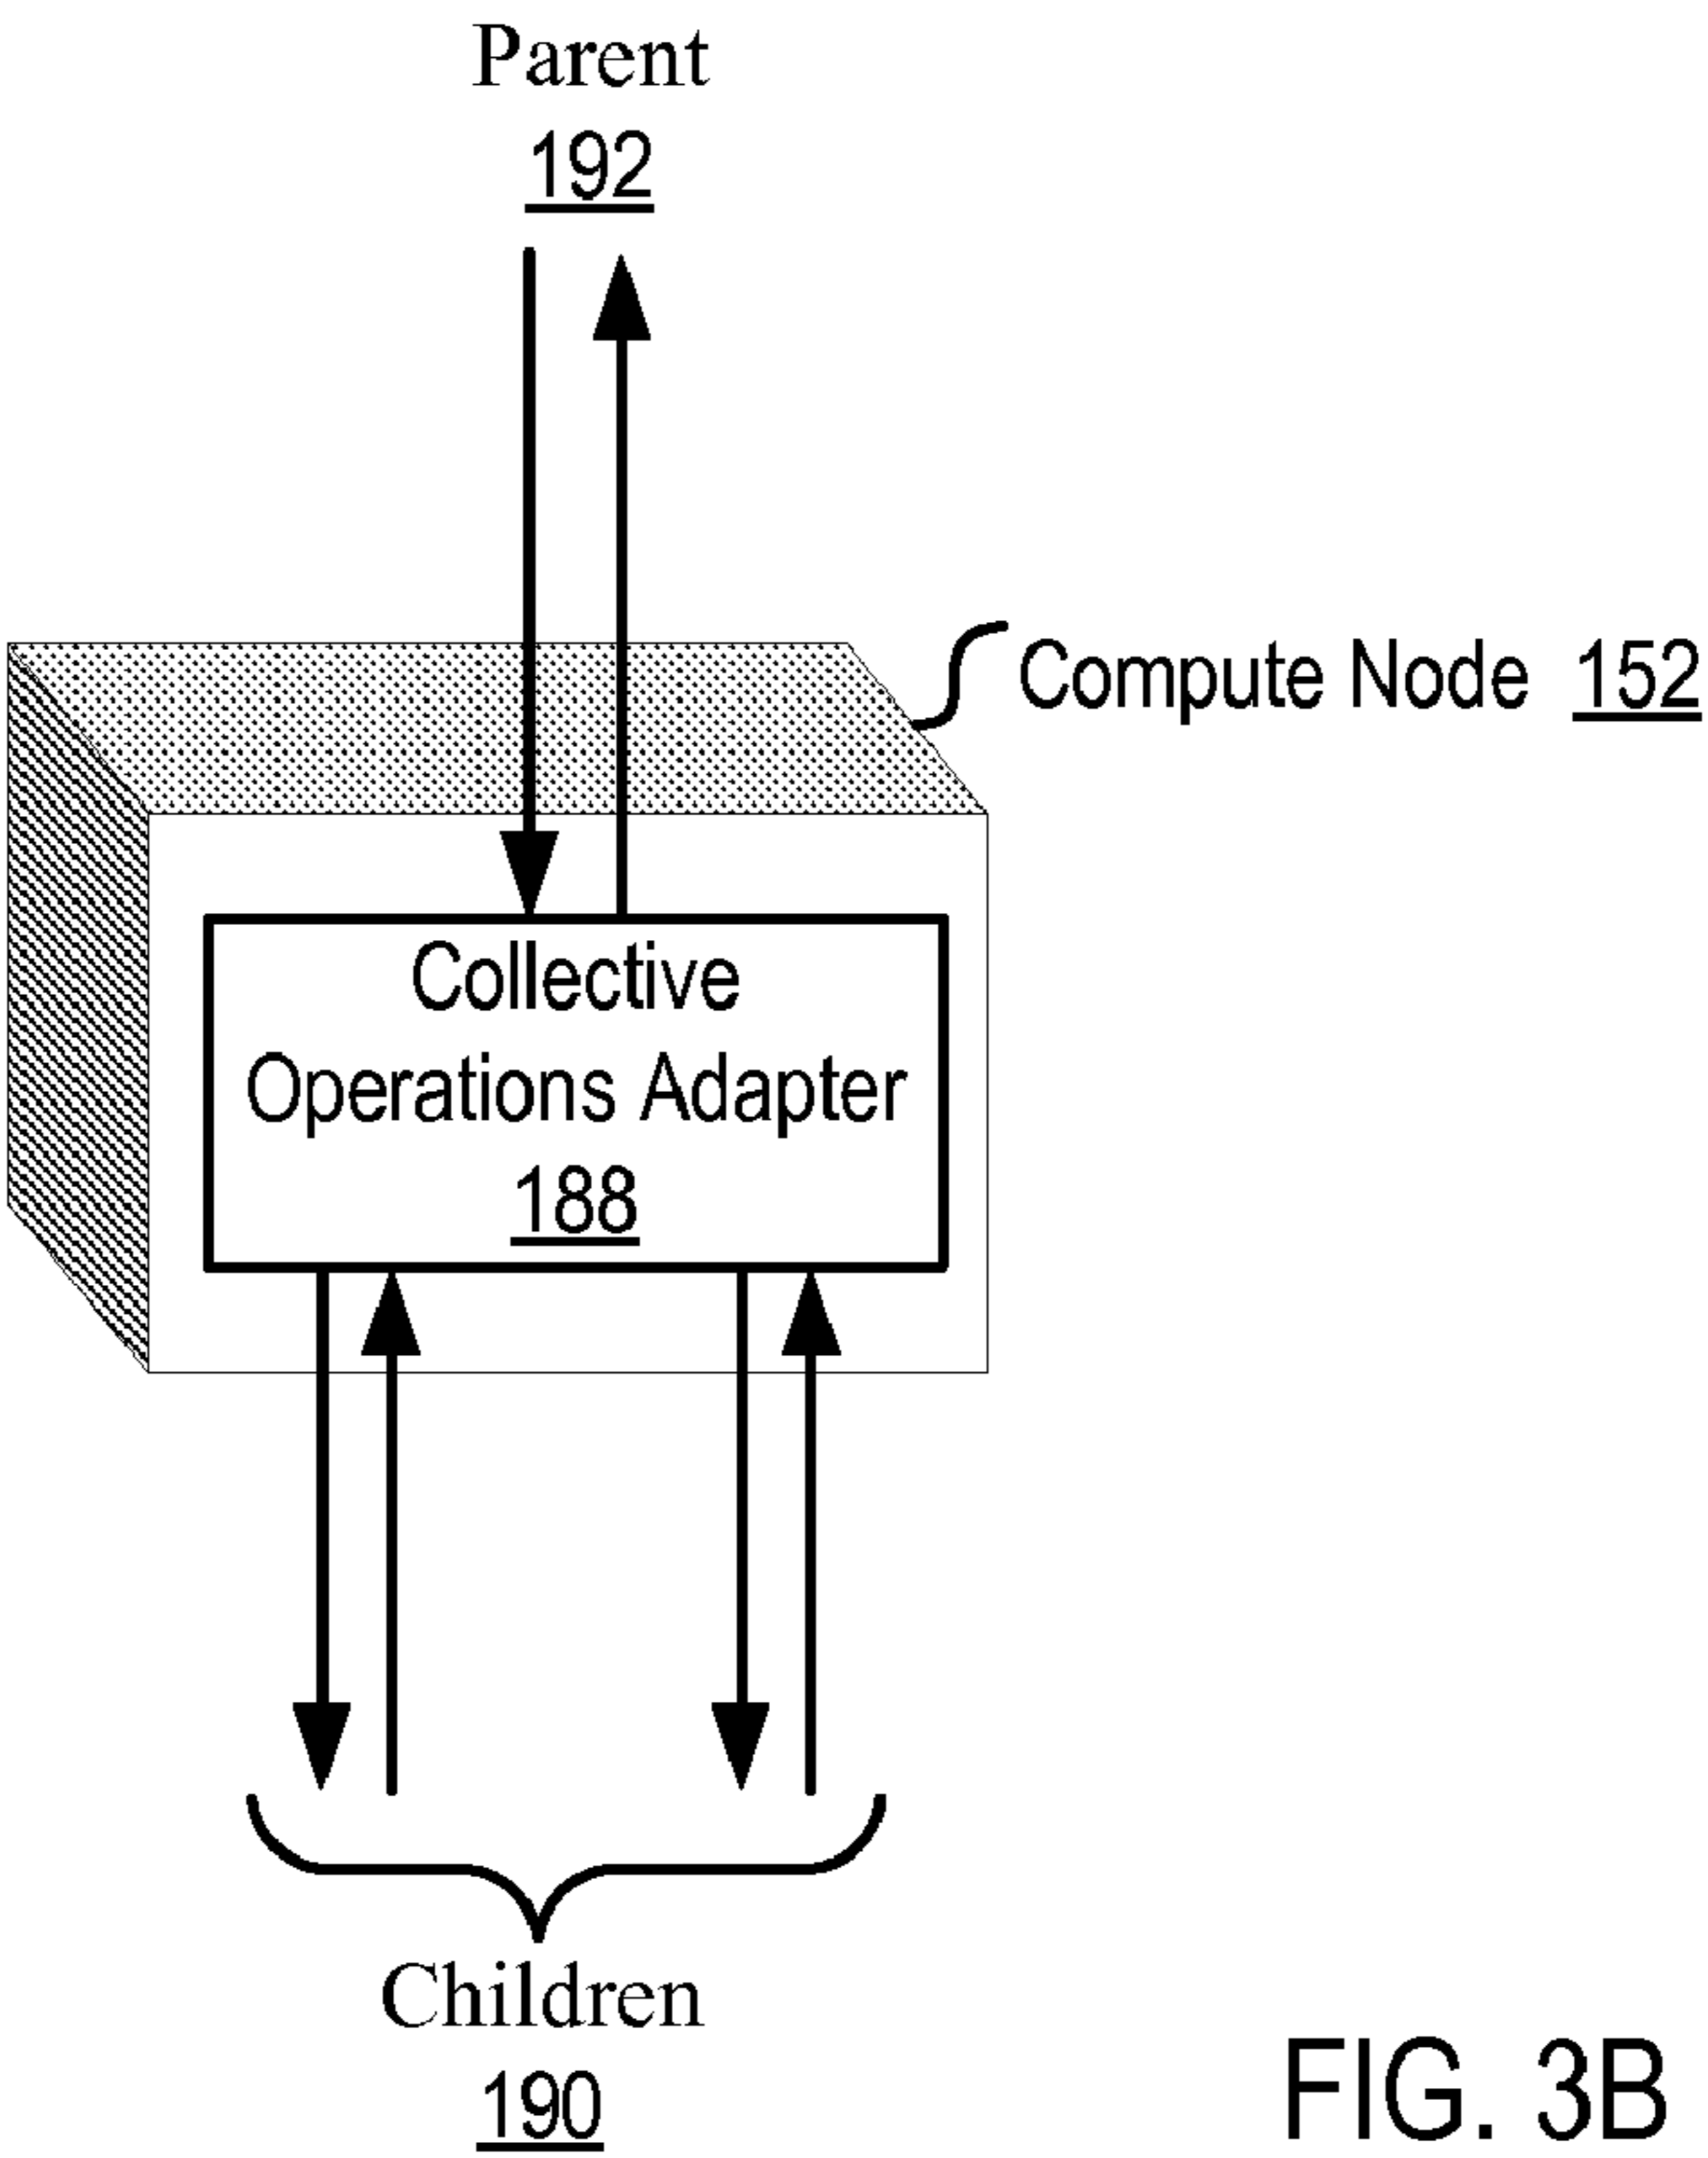 Parent
192
Compute Node 152
Collective
Operations Adapter
188
Children
190
FIG. 3B